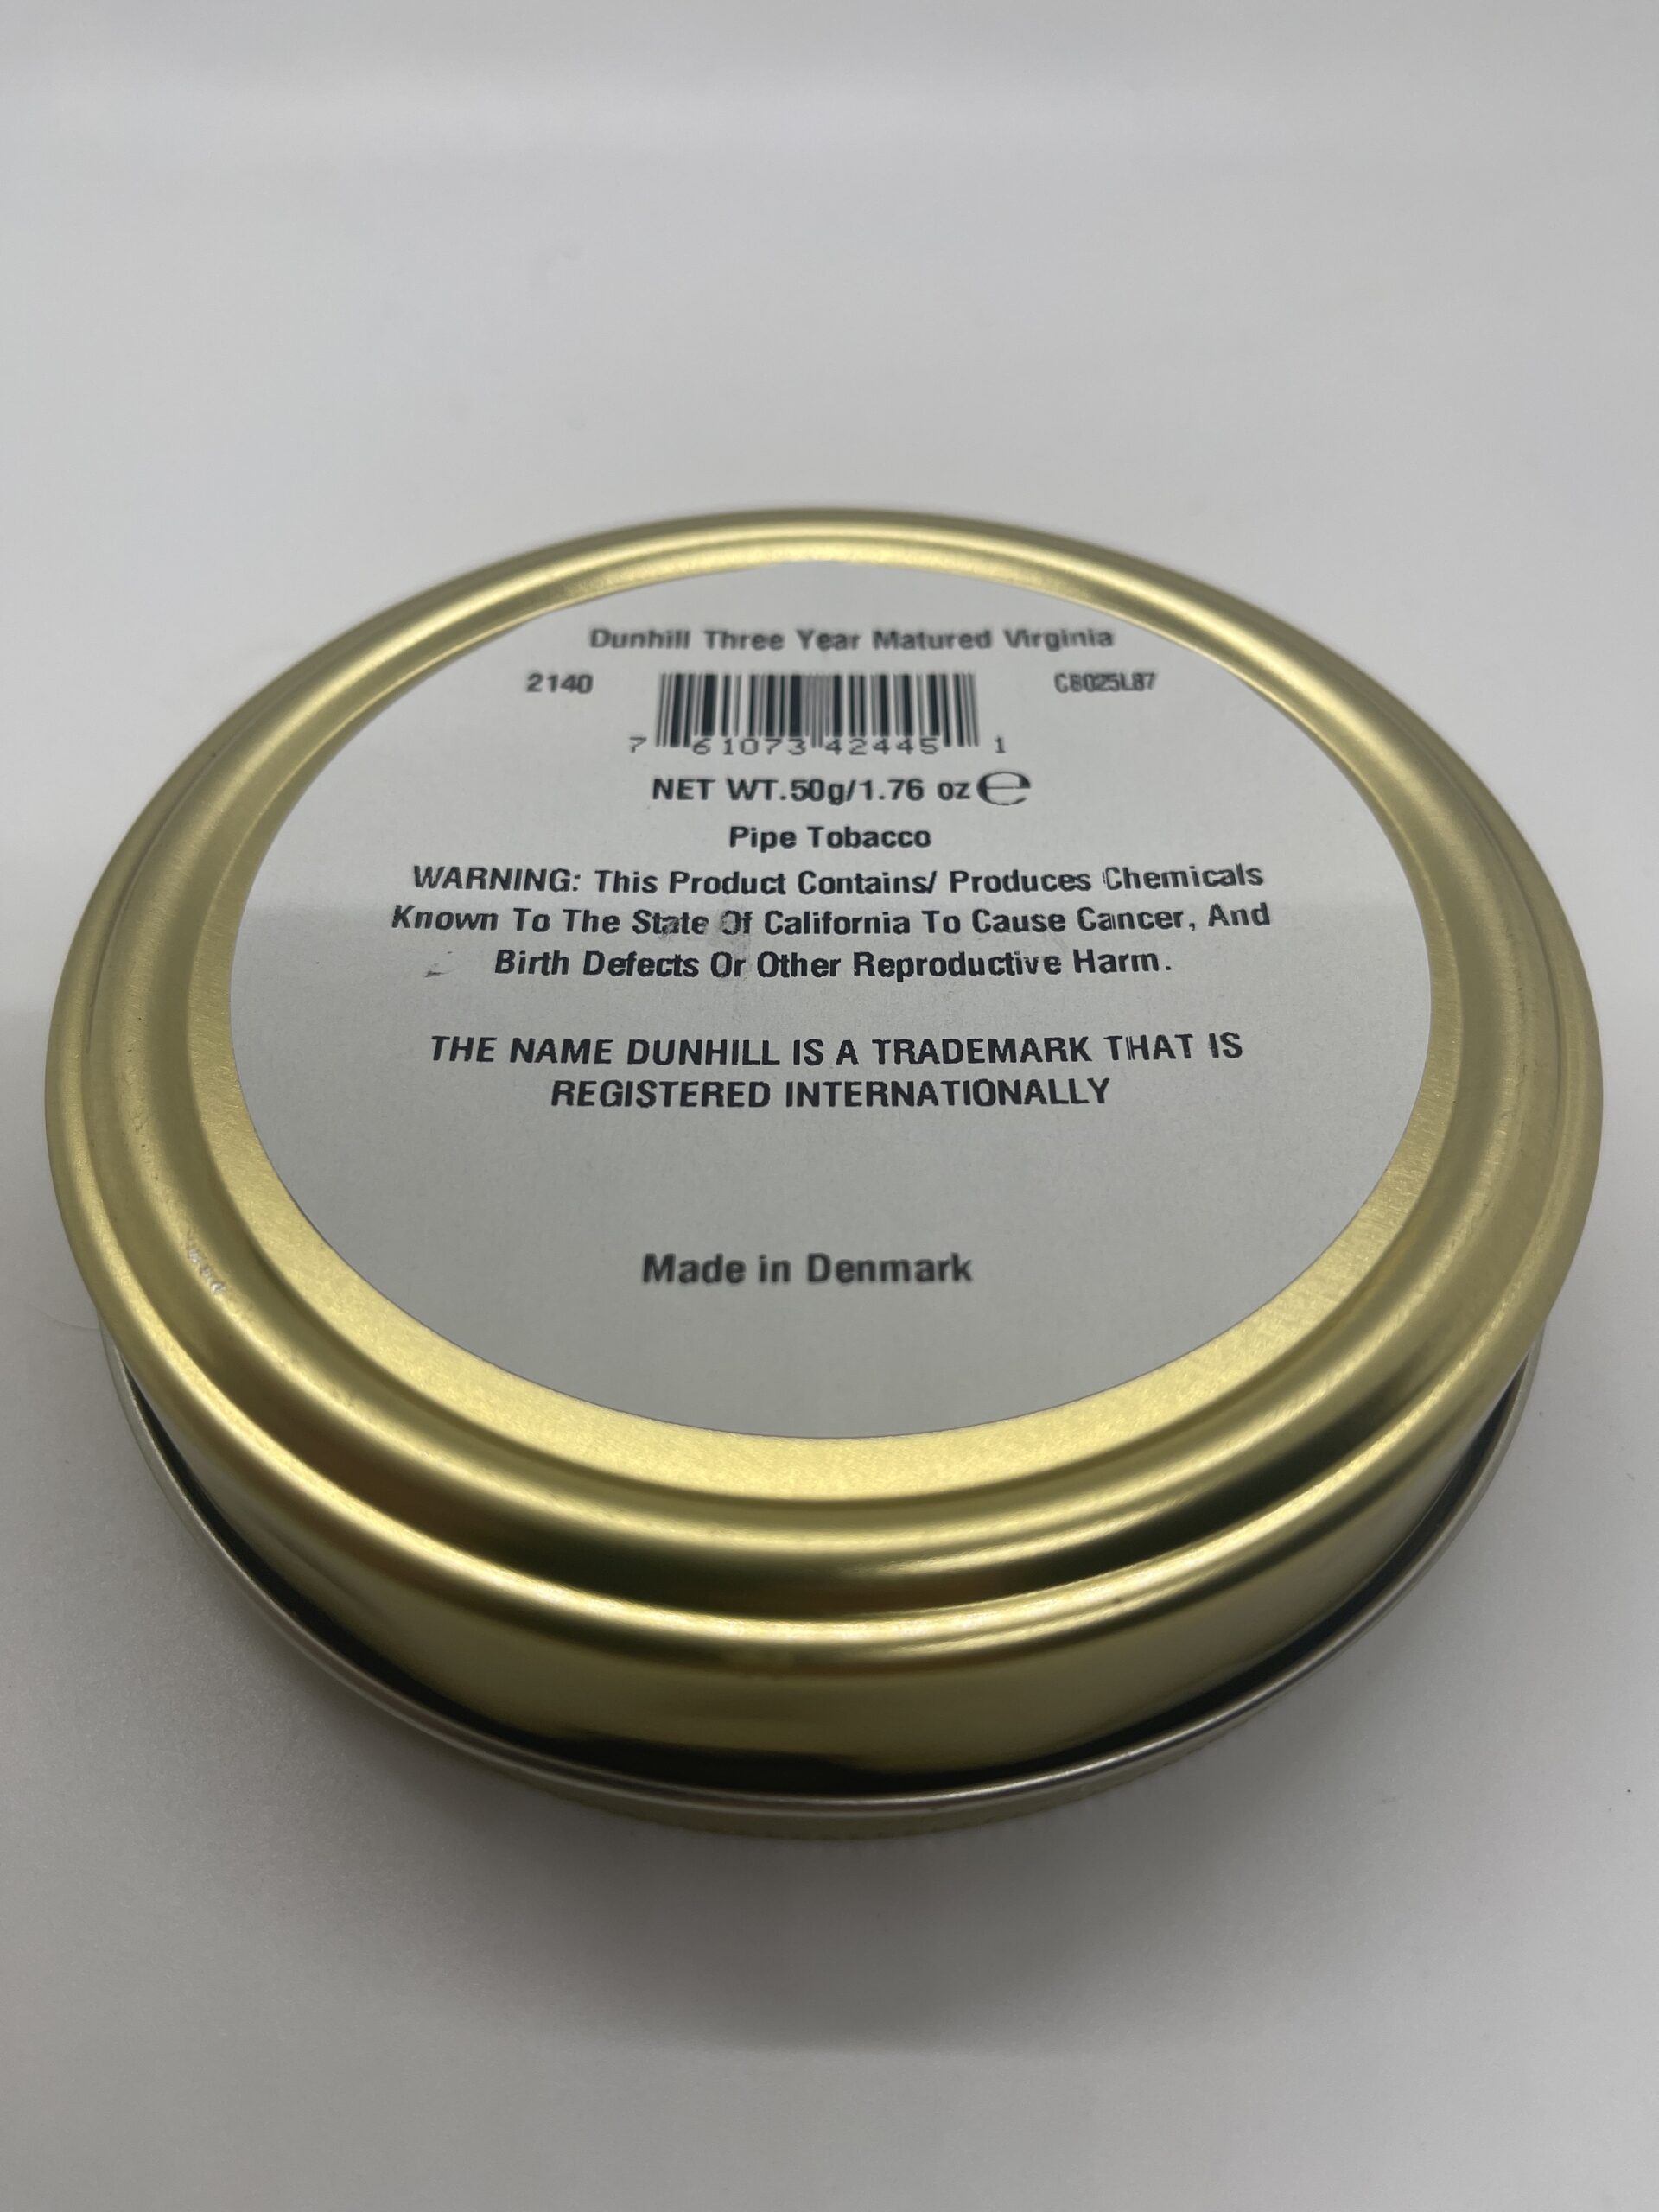 Dunhill Three Year Matured Virginia
2140
CB025L87
7 61073 42445 1
NET WT.50g/1.76 oz ℮
Pipe Tobacco
WARNING: This Product Contains/ Produces Chemicals
Known To The State Of California To Cause Cancer, And
Birth Defects Or Other Reproductive Harm.
THE NAME DUNHILL IS A TRADEMARK THAT IS
REGISTERED INTERNATIONALLY
Made in Denmark